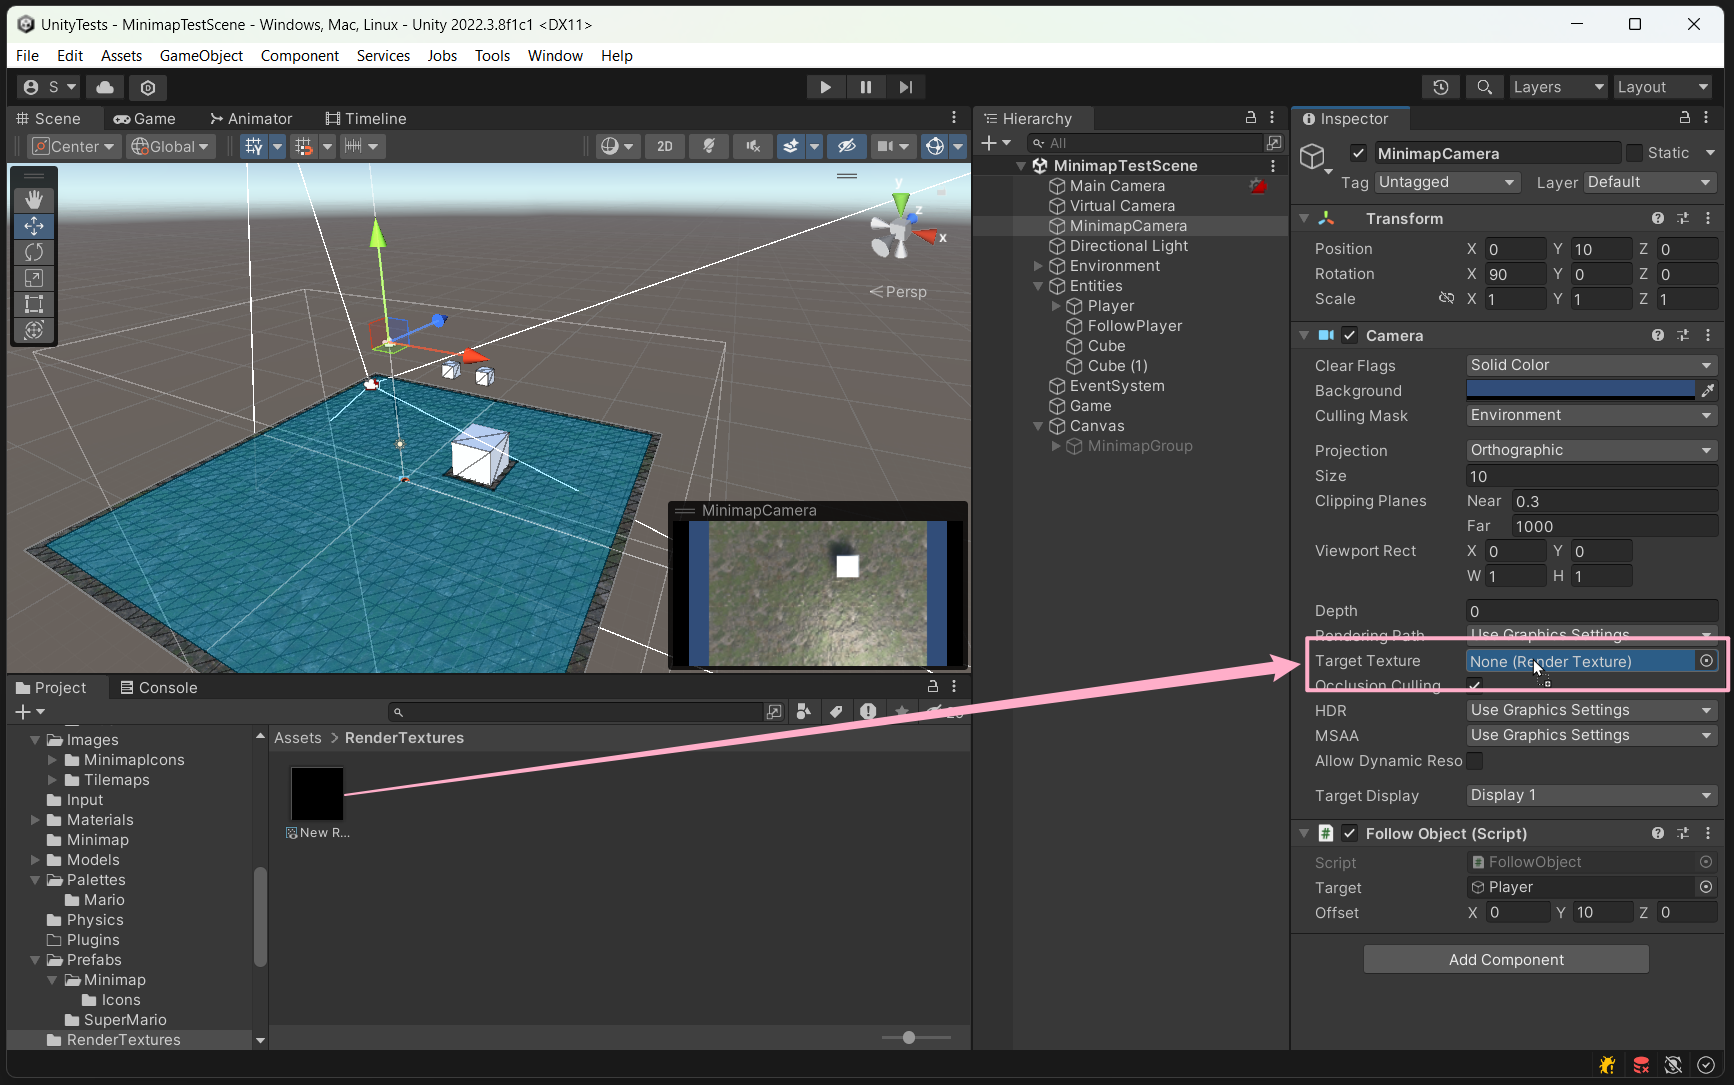 UnityTests - MinimapTestScene - Windows, Mac, Linux - Unity 2022.3.8f1c1 <DX11>
File Edit Assets GameObject Component Services Jobs Tools Window Help
S Layers Layout
Scene Game Animator Timeline
Center Global 2D
y
z
x
Persp
MinimapCamera
Hierarchy
All
MinimapTestScene
Main Camera
Virtual Camera
MinimapCamera
Directional Light
Environment
Entities
Player
FollowPlayer
Cube
Cube (1)
EventSystem
Game
Canvas
MinimapGroup
Inspector
MinimapCamera Static
Tag Untagged Layer Default
Transform
Position X 0 Y 10 Z 0
Rotation X 90 Y 0 Z 0
Scale X 1 Y 1 Z 1
Camera
Clear Flags Solid Color
Background
Culling Mask Environment
Projection Orthographic
Size 10
Clipping Planes Near 0.3
Far 1000
Viewport Rect X 0 Y 0
W 1 H 1
Depth 0
Rendering Path Use Graphics Settings
Target Texture None (Render Texture)
Occlusion Culling
HDR Use Graphics Settings
MSAA Use Graphics Settings
Allow Dynamic Reso
Target Display Display 1
Follow Object (Script)
Script FollowObject
Target Player
Offset X 0 Y 10 Z 0
Add Component
Project Console
Images
MinimapIcons
Tilemaps
Input
Materials
Minimap
Models
Palettes
Mario
Physics
Plugins
Prefabs
Minimap
Icons
SuperMario
RenderTextures
Assets > RenderTextures
New R...